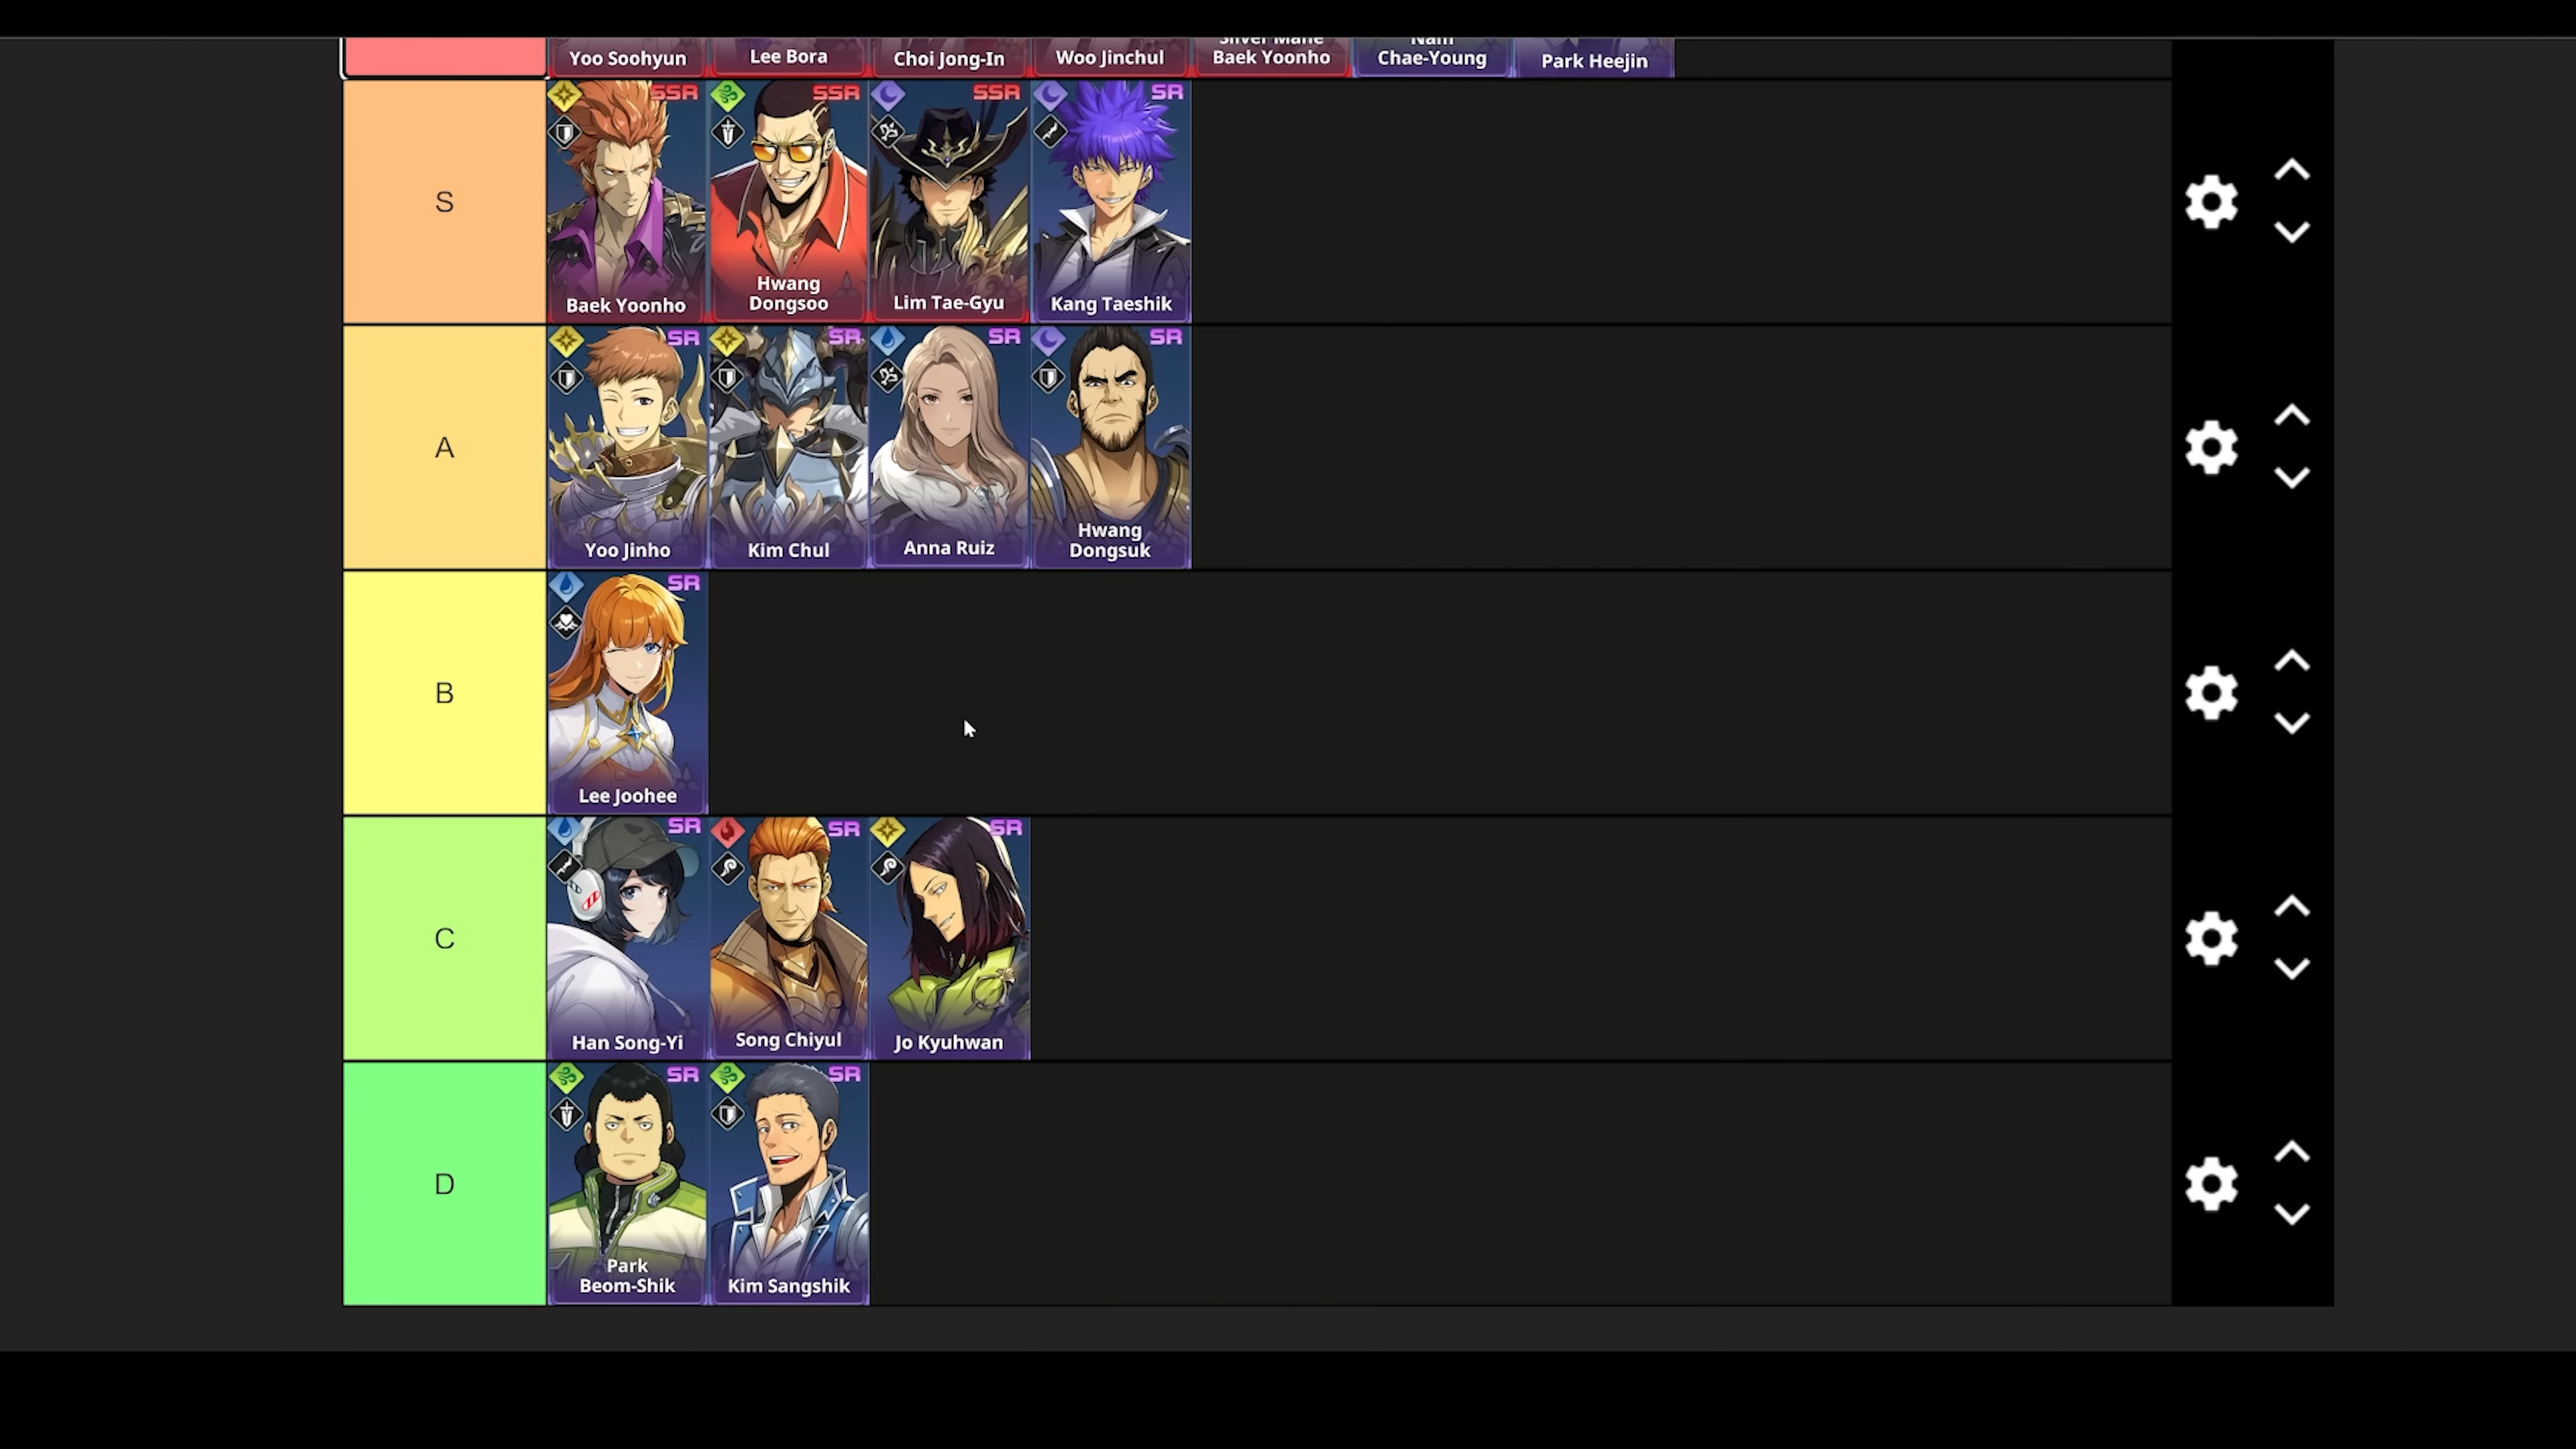 Yoo Soohyun
Lee Bora
Choi Jong-In
Woo Jinchul
Silver Mane
Baek Yoonho
Nam
Chae-Young
Park Heejin
S
SSR
Baek Yoonho
SSR
Hwang
Dongsoo
SSR
Lim Tae-Gyu
SR
Kang Taeshik
A
SR
Yoo Jinho
SR
Kim Chul
SR
Anna Ruiz
SR
Hwang
Dongsuk
B
SR
Lee Joohee
C
SR
Han Song-Yi
SR
Song Chiyul
SR
Jo Kyuhwan
D
SR
Park
Beom-Shik
SR
Kim Sangshik